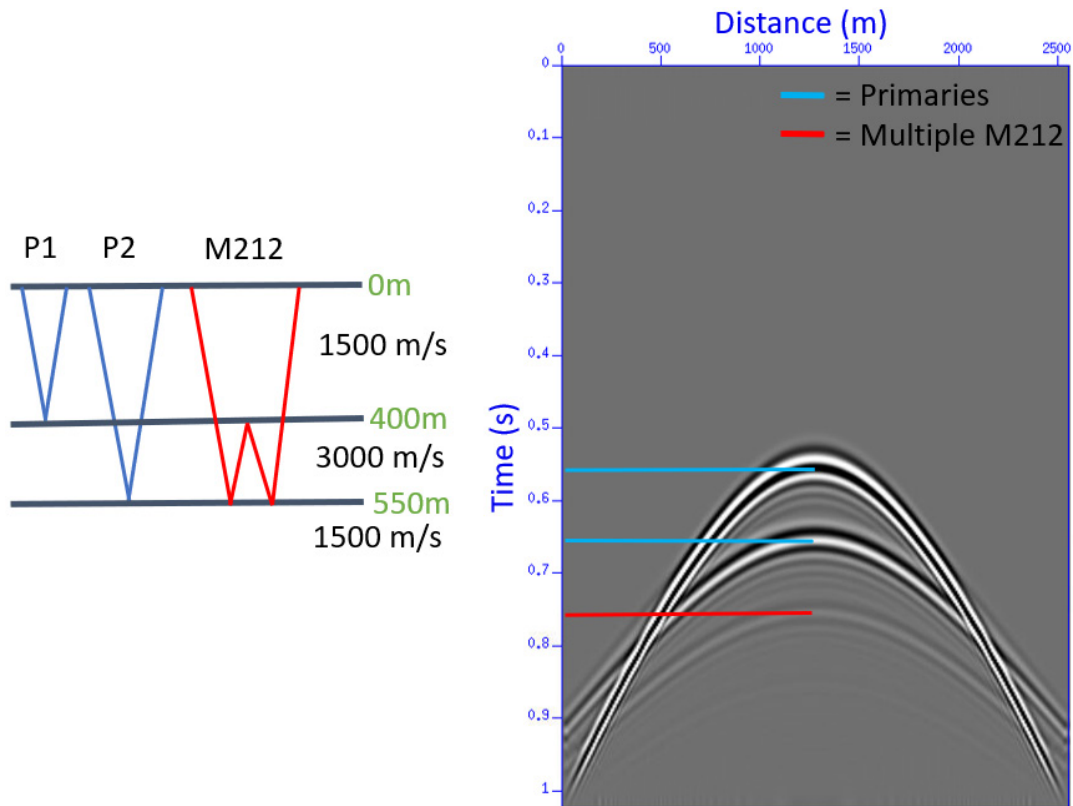 P1 P2 M212
0m
1500 m/s
400m
3000 m/s
550m
1500 m/s
Distance (m)
0 500 1000 1500 2000 2500
= Primaries
= Multiple M212
Time (s)
0
0.1
0.2
0.3
0.4
0.5
0.6
0.7
0.8
0.9
1